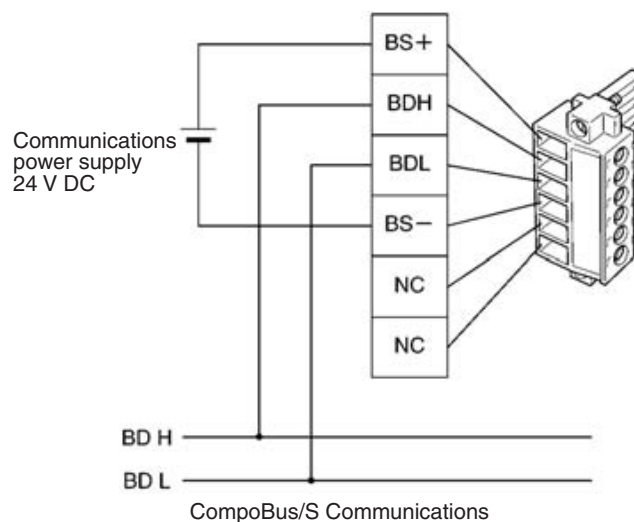 BS+
BDH
BDL
BS−
NC
NC
Communications
power supply
24 V DC
BD H
BD L
CompoBus/S Communications